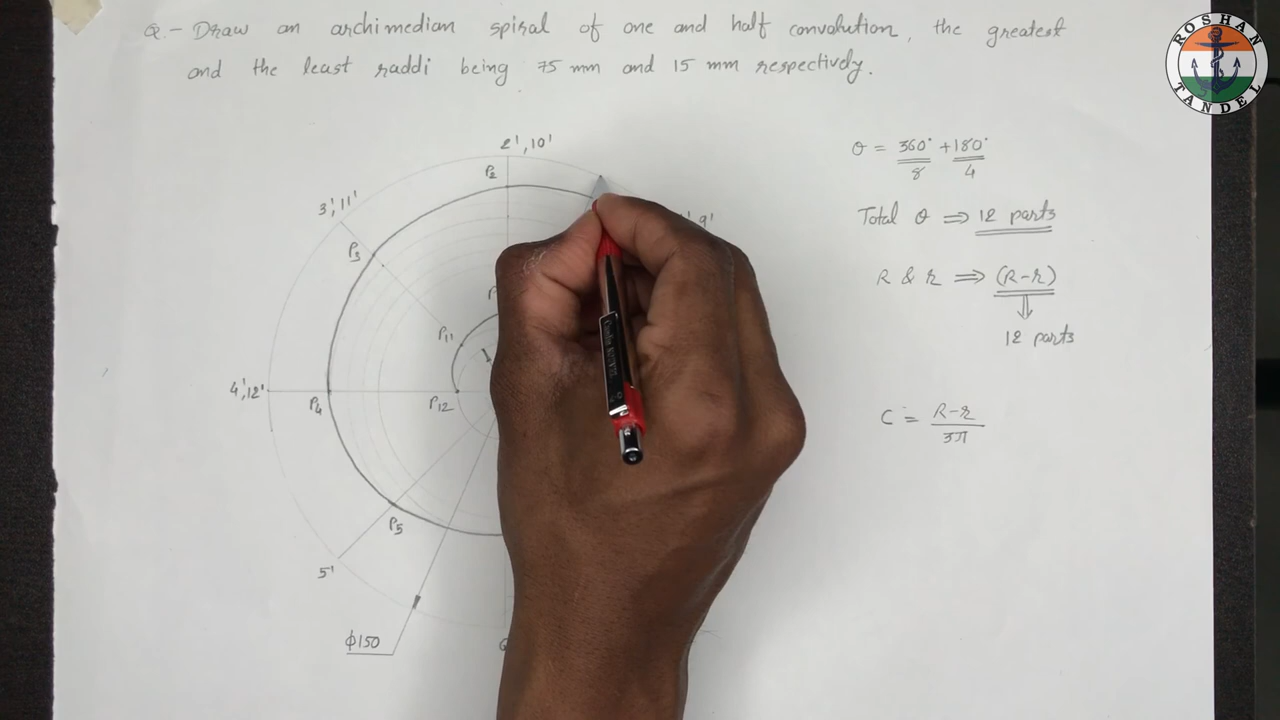 Q.- Draw an archimedian spiral of one and half convolution, the greatest
and the least raddi being 75 mm and 15 mm respectively.
ROSHAN
TANDEL
2',10'
P2
3',11'
9'
P3
P11
4',12'
P4
P12
P5
5'
ϕ150
θ = 360° + 180°
8 4
Total θ ⇒ 12 parts
R & r ⇒ (R-r)
⇓
12 parts
C = R-r
3π